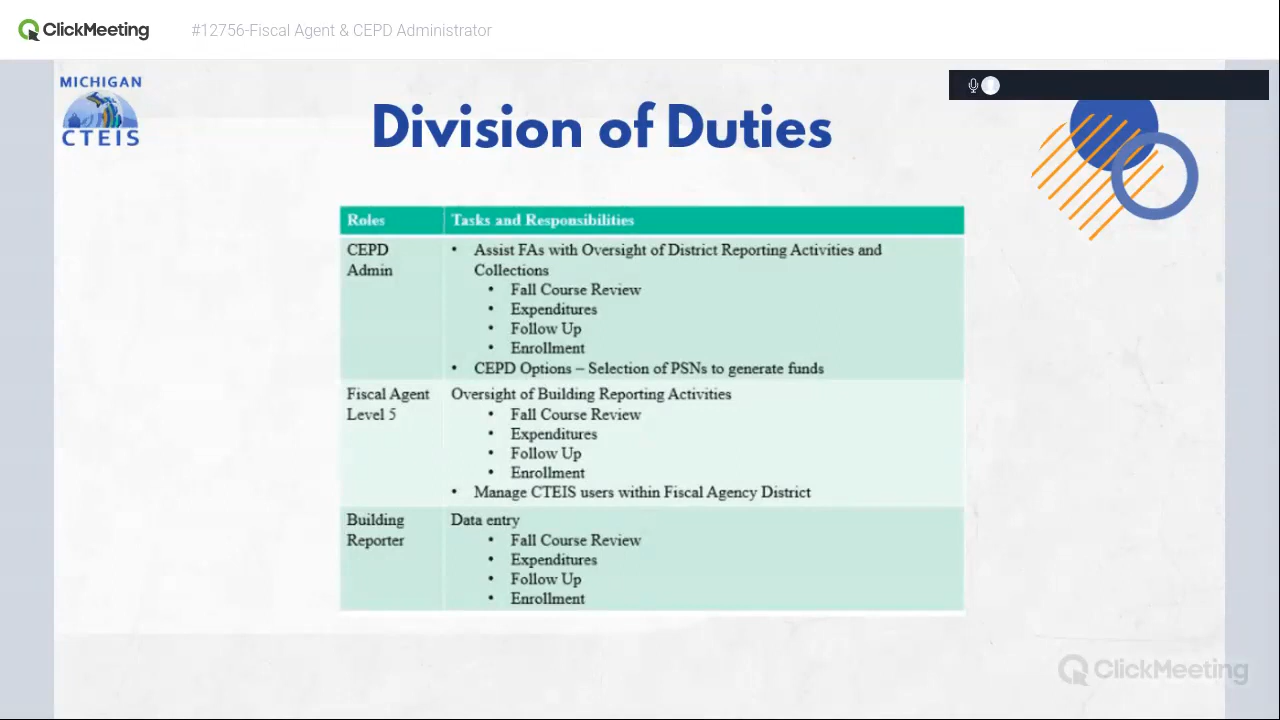 ClickMeeting
#12756-Fiscal Agent & CEPD Administrator
MICHIGAN
CTEIS
Division of Duties
Roles
Tasks and Responsibilities
CEPD
Admin
• Assist FAs with Oversight of District Reporting Activities and
Collections
• Fall Course Review
• Expenditures
• Follow Up
• Enrollment
• CEPD Options – Selection of PSNs to generate funds
Fiscal Agent
Level 5
Oversight of Building Reporting Activities
• Fall Course Review
• Expenditures
• Follow Up
• Enrollment
• Manage CTEIS users within Fiscal Agency District
Building
Reporter
Data entry
• Fall Course Review
• Expenditures
• Follow Up
• Enrollment
ClickMeeting